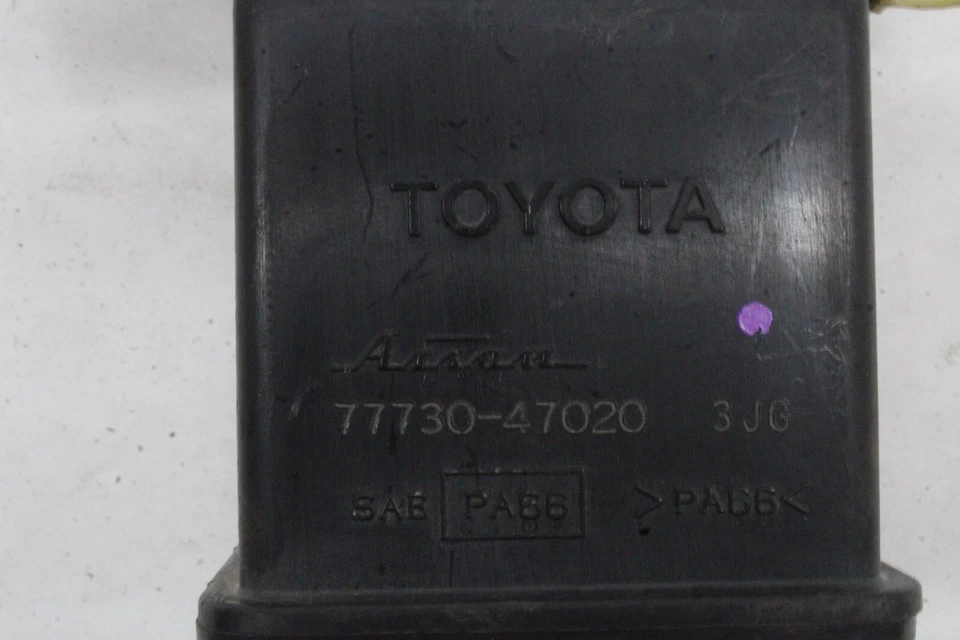 TOYOTA
Aisan
77730-47020 3JG
SAE PA66 >PA66<